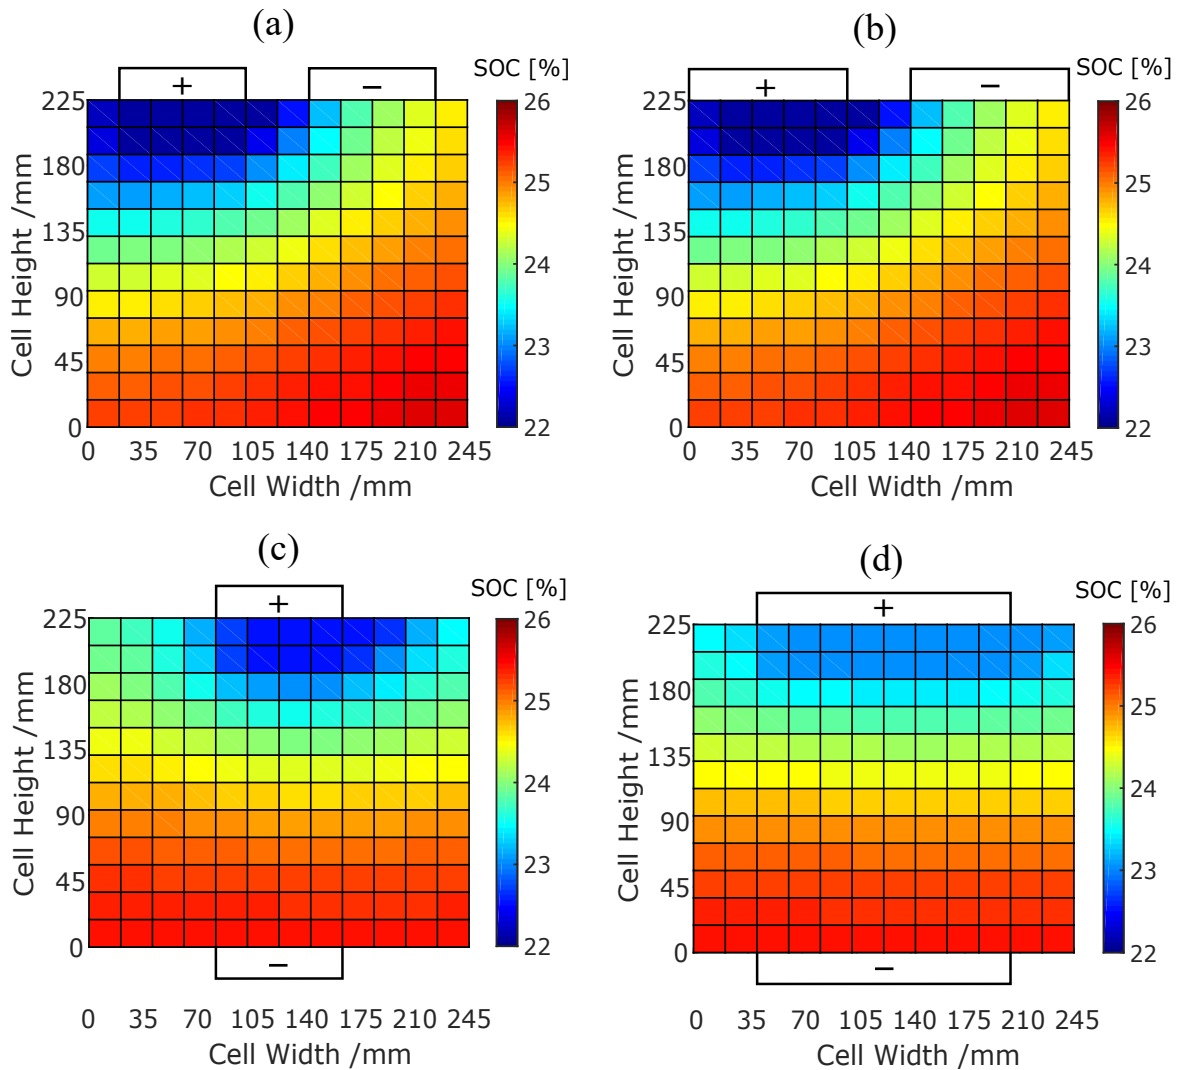 (a)
SOC [%]
+ −
225
180
135
90
45
0
Cell Height /mm
0 35 70 105 140 175 210 245
Cell Width /mm
26
25
24
23
22
(b)
SOC [%]
+ −
225
180
135
90
45
0
Cell Height /mm
0 35 70 105 140 175 210 245
Cell Width /mm
26
25
24
23
22
(c)
SOC [%]
+
225
180
135
90
45
0
Cell Height /mm
−
0 35 70 105 140 175 210 245
Cell Width /mm
26
25
24
23
22
(d)
SOC [%]
+
225
180
135
90
45
0
Cell Height /mm
−
0 35 70 105 140 175 210 245
Cell Width /mm
26
25
24
23
22